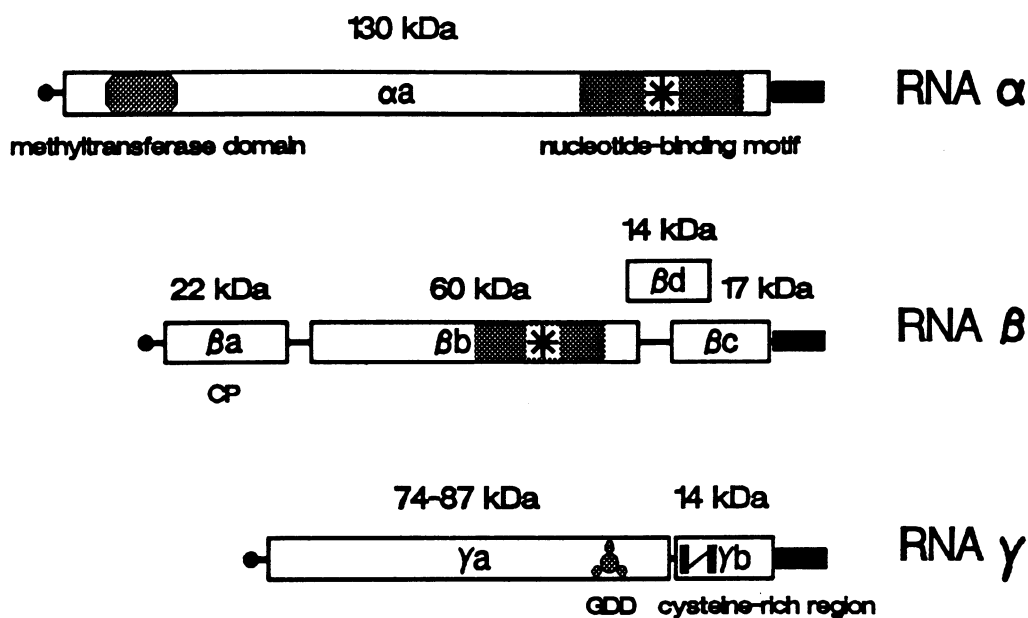 130 kDa
αa
RNA α
methyltransferase domain
nucleotide-binding motif
14 kDa
βd
22 kDa
60 kDa
17 kDa
RNA β
βa
βb
βc
CP
74-87 kDa
14 kDa
RNA γ
γa
γb
GDD
cysteine-rich region